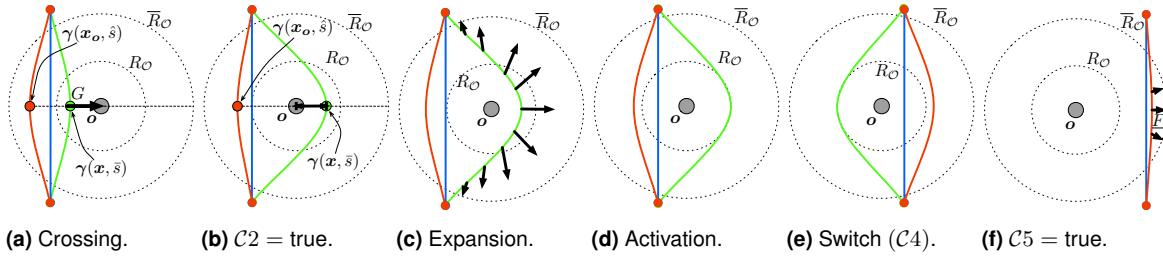 R̅_𝒪
γ(x_o, ŝ)
R_𝒪
G
o
γ(x, s̄)
R̅_𝒪
γ(x_o, ŝ)
R_𝒪
o
γ(x, s̄)
R̅_𝒪
R_𝒪
o
R̅_𝒪
R_𝒪
o
R̅_𝒪
R_𝒪
o
R̅_𝒪
R_𝒪
o
F
(a) Crossing.
(b) 𝒞2 = true.
(c) Expansion.
(d) Activation.
(e) Switch (𝒞4).
(f) 𝒞5 = true.